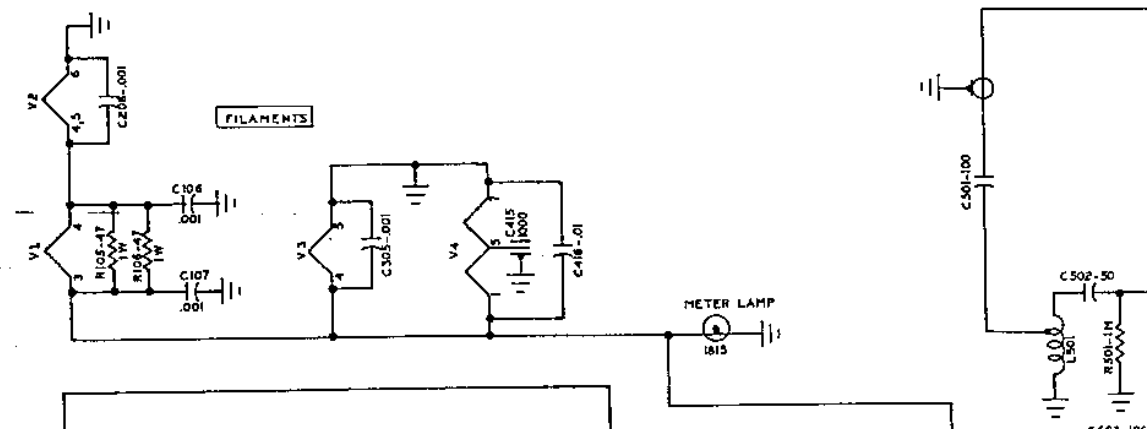 V2
6
4,5
C208-.001
FILAMENTS
V1
4
3
R105-47
1W
R106-47
1W
C106
.001
C107
.001
V3
4
C305-.001
V4
7
5
1
C415
1000
C416-.01
METER LAMP
1815
C501-100
C502-50
L501
R501-1M